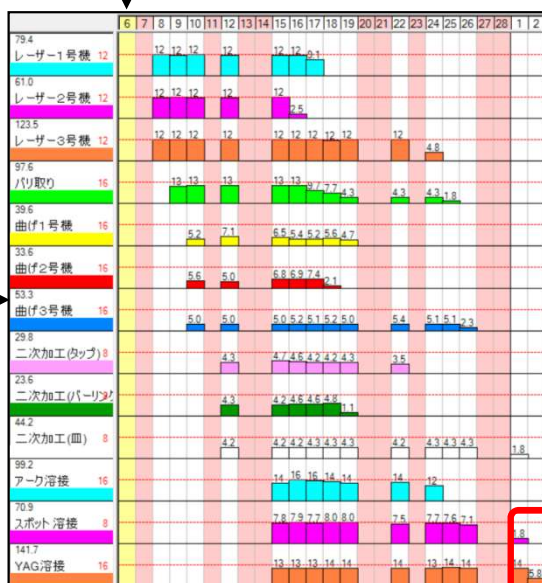 6 7 8 9 10 11 12 13 14 15 16 17 18 19 20 21 22 23 24 25 26 27 28 1 2
79.4
12 12 12 12 12 12 9.1
レーザー1号機 12
61.0
12 12 12 12 12 2.5
レーザー2号機 12
123.5
12 12 12 12 12 12 12 12 12 12 4.8
レーザー3号機 12
97.6
13 13 13 13 13 9.7 7.7 4.3 4.3 4.3 1.8
バリ取り 16
39.6
5.2 7.1 6.5 5.4 5.2 5.6 4.7
曲げ1号機 16
33.6
5.6 5.0 6.8 6.9 7.4 2.1
曲げ2号機 16
53.3
5.0 5.0 5.0 5.2 5.1 5.2 5.0 5.4 5.1 5.1 2.3
曲げ3号機 16
29.8
4.3 4.7 4.6 4.2 4.2 4.3 3.5
二次加工(タップ) 8
23.6
4.3 4.2 4.6 4.6 4.8 1.1
二次加工(バーリング
44.2
4.2 4.2 4.2 4.3 4.3 4.3 4.2 4.3 4.3 4.3 1.8
二次加工(皿) 8
99.2
14 16 16 14 14 14 12
アーク溶接 16
70.9
7.8 7.9 7.7 8.0 8.0 7.5 7.7 7.6 7.1 1.8
スポット溶接 8
141.7
13 13 13 14 14 14 13 14 14 14 5.8
YAG溶接 16